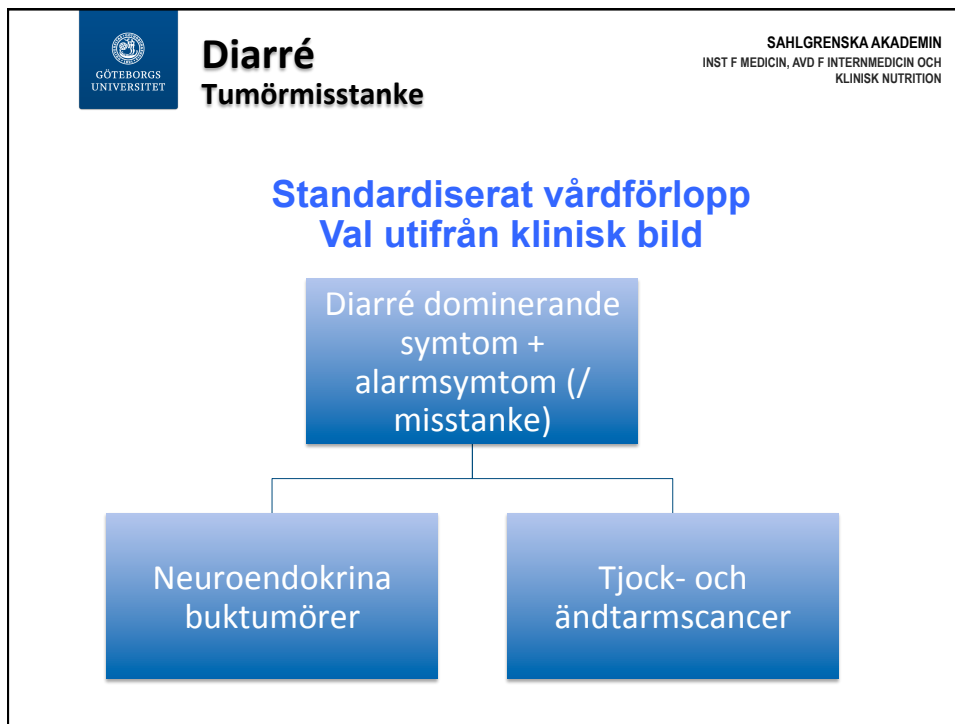 GÖTEBORGS
UNIVERSITET
Diarré
Tumörmisstanke
SAHLGRENSKA AKADEMIN
INST F MEDICIN, AVD F INTERNMEDICIN OCH
KLINISK NUTRITION
Standardiserat vårdförlopp
Val utifrån klinisk bild
Diarré dominerande
symtom +
alarmsymtom (/
misstanke)
Neuroendokrina
buktumörer
Tjock- och
ändtarmscancer